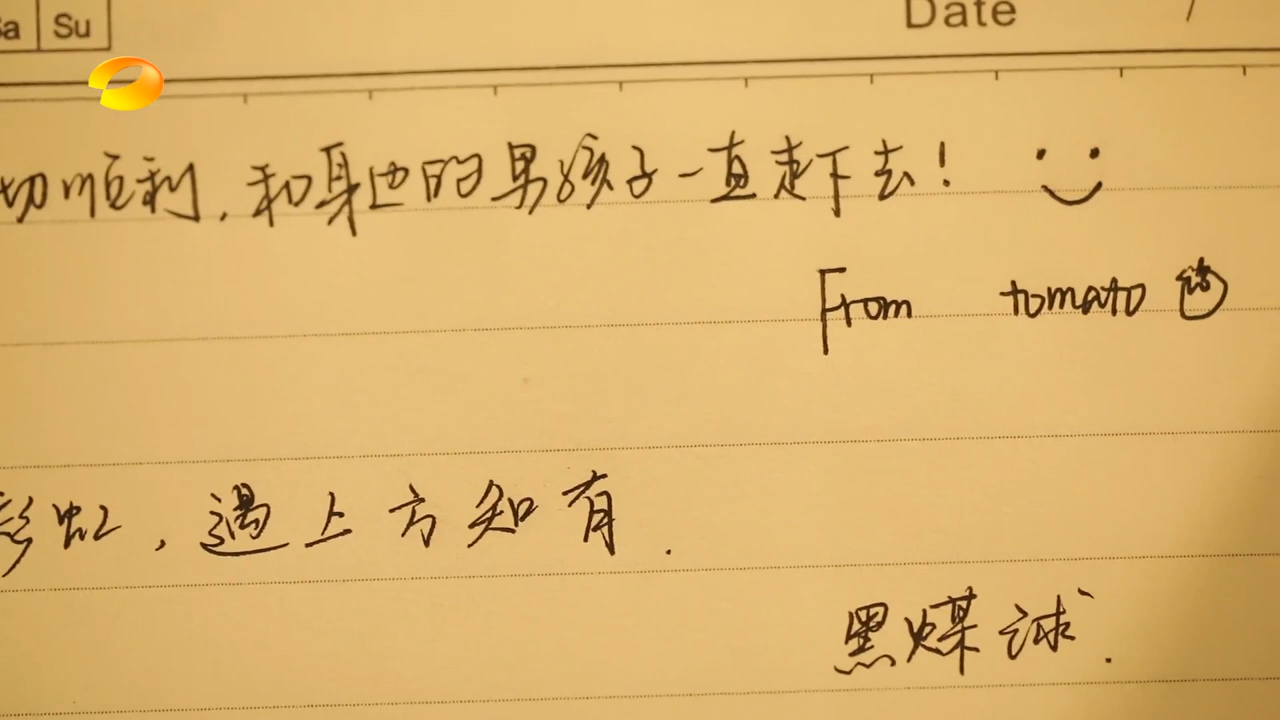 Sa Su Date /
切顺利,和身边的男孩子一直走下去!
From tomato
彩虹,遇上方知有.
黑煤球.